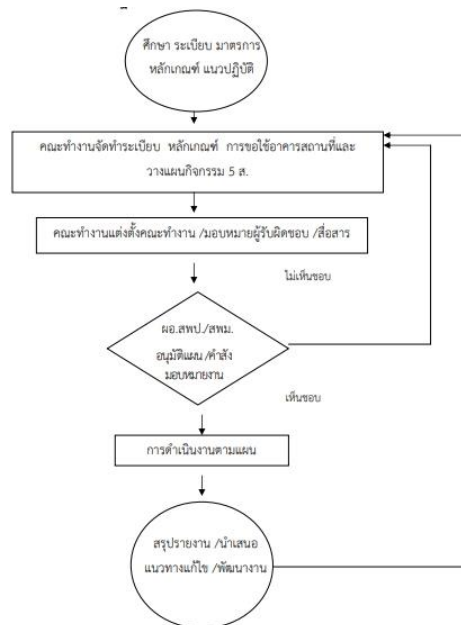 ศึกษา ระเบียบ มาตรการ
หลักเกณฑ์ แนวปฏิบัติ
คณะทำงานจัดทำระเบียบ หลักเกณฑ์ การขอใช้อาคารสถานที่และ
วางแผนกิจกรรม 5 ส.
คณะทำงานแต่งตั้งคณะทำงาน /มอบหมายผู้รับผิดชอบ /สื่อสาร
ไม่เห็นชอบ
ผอ.สพป./สพม.
อนุมัติแผน /คำสั่ง
มอบหมายงาน
เห็นชอบ
การดำเนินงานตามแผน
สรุปรายงาน /นำเสนอ
แนวทางแก้ไข /พัฒนางาน